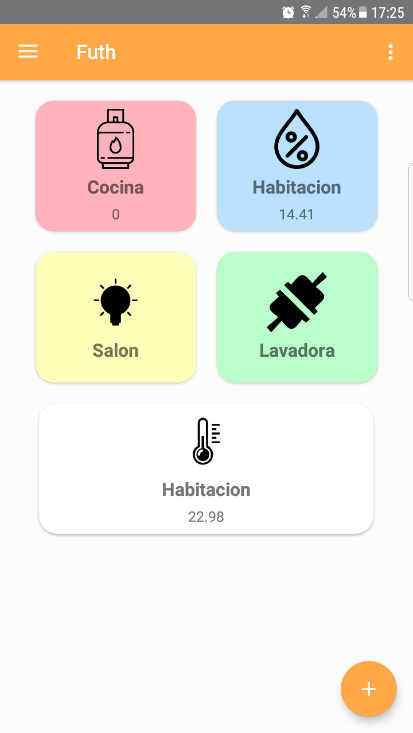 54% 17:25
Futh
Cocina
0
Habitacion
14.41
Salon
Lavadora
Habitacion
22.98